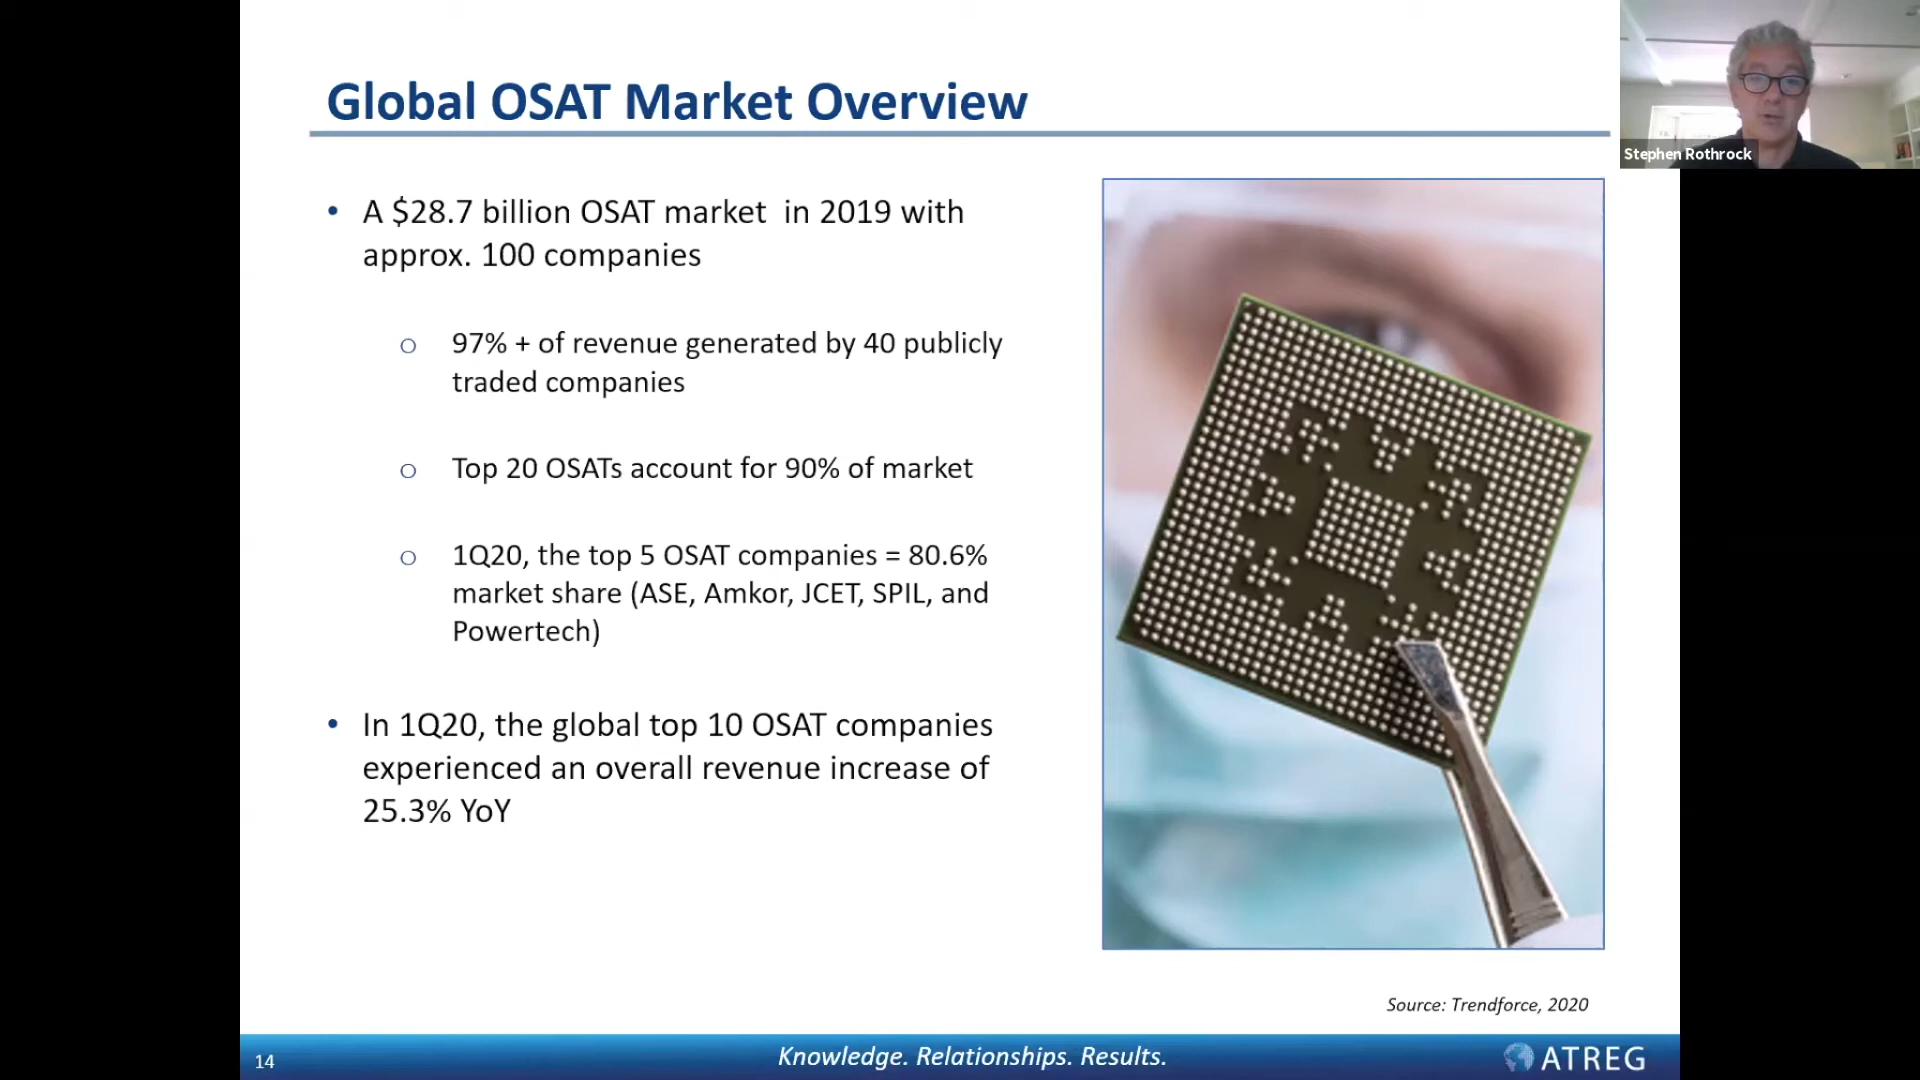 Global OSAT Market Overview
Stephen Rothrock
• A $28.7 billion OSAT market  in 2019 with
approx. 100 companies
o 97% + of revenue generated by 40 publicly
traded companies
o Top 20 OSATs account for 90% of market
o 1Q20, the top 5 OSAT companies = 80.6%
market share (ASE, Amkor, JCET, SPIL, and
Powertech)
• In 1Q20, the global top 10 OSAT companies
experienced an overall revenue increase of
25.3% YoY
Source: Trendforce, 2020
14
Knowledge. Relationships. Results.
ATREG